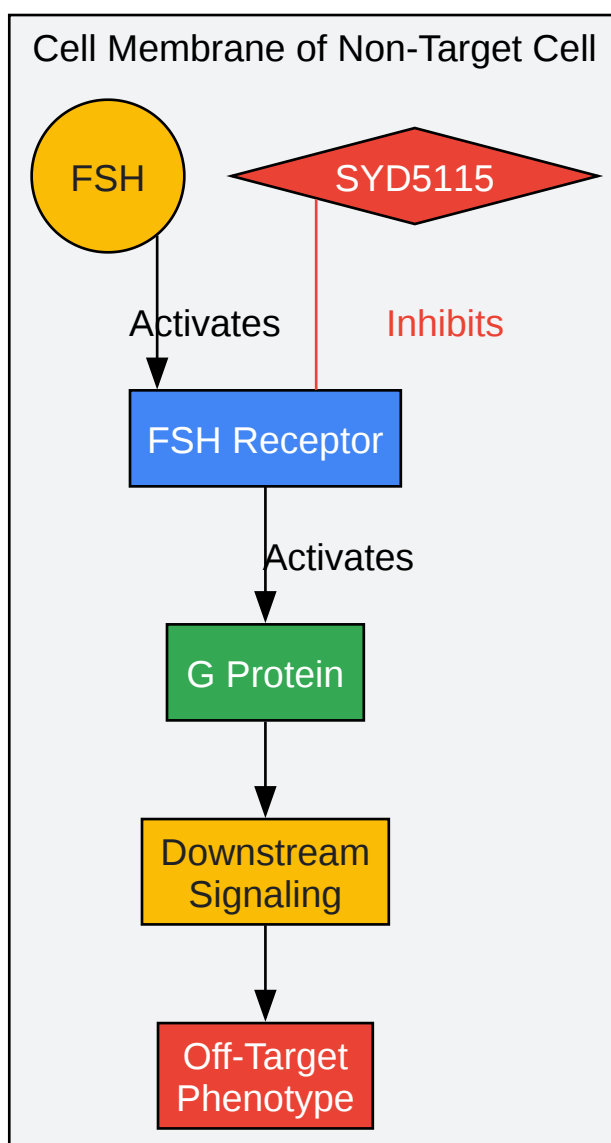 Cell Membrane of Non-Target Cell
FSH
SYD5115
Activates
Inhibits
FSH Receptor
Activates
G Protein
Downstream
Signaling
Off-Target
Phenotype